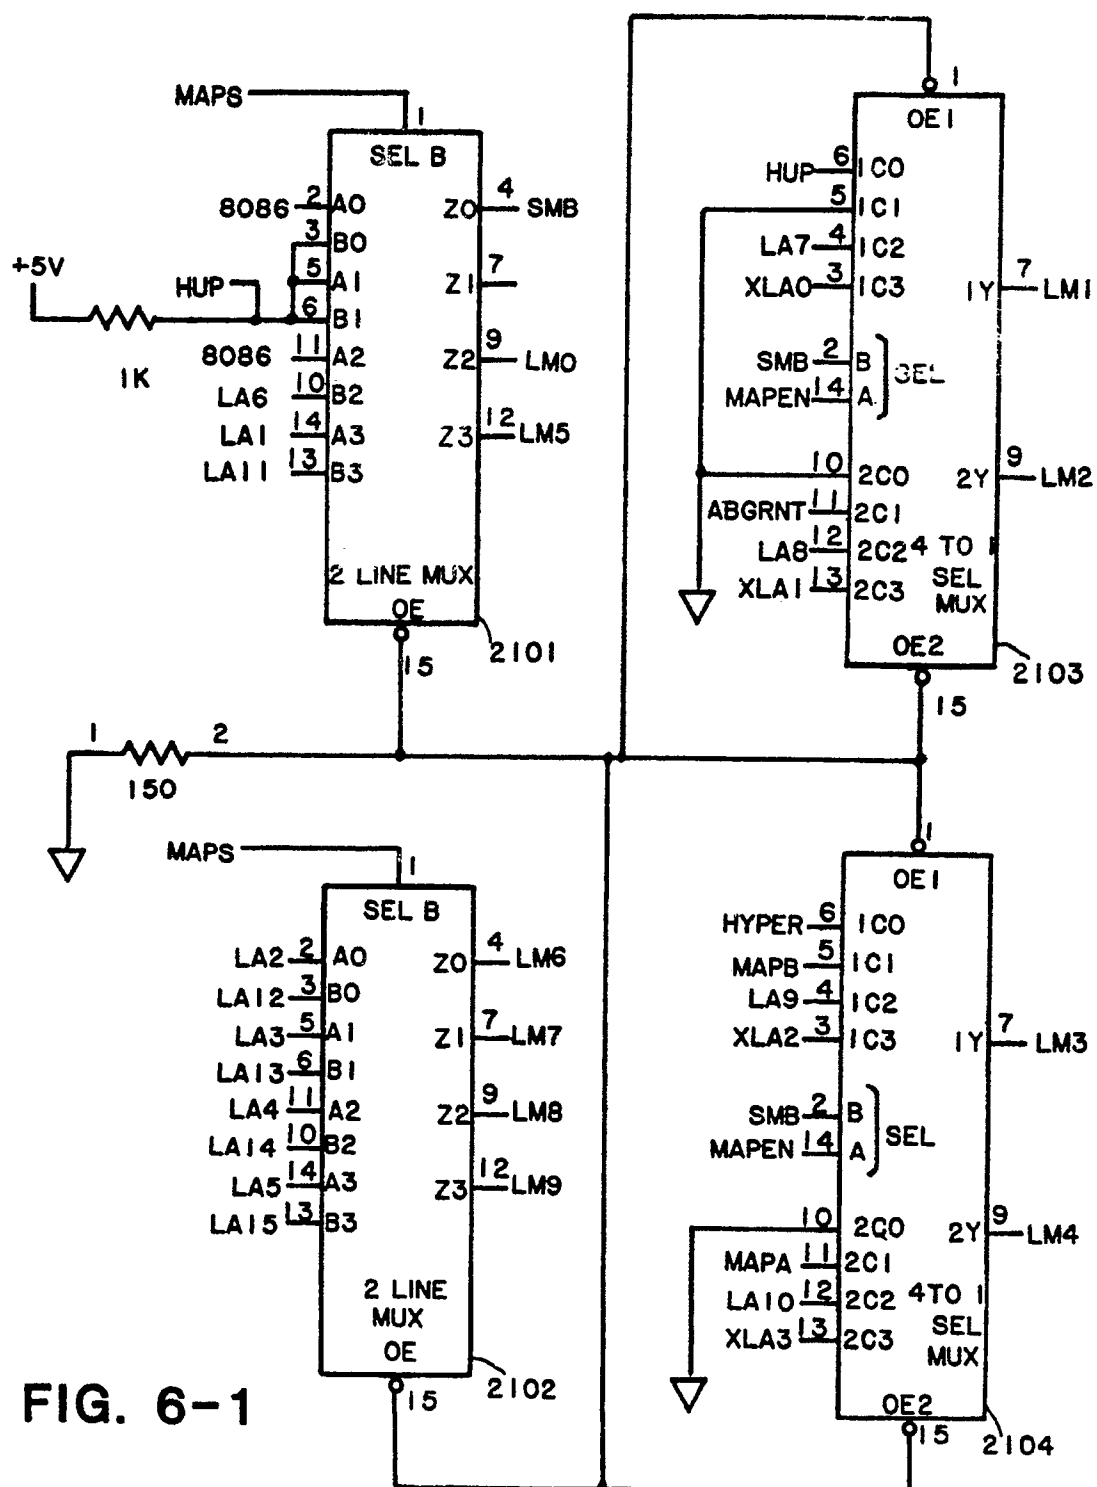 MAPS
1
SEL B
8086 2 A0 Z0 4 SMB
3 B0
+5V HUP 5 A1 Z1 7
6 B1
1K
8086 11 A2 Z2 9 LM0
LA6 10 B2
LA1 14 A3 Z3 12 LM5
LA11 13 B3
2 LINE MUX
OE
15
2101
1
OE1
HUP 6 1C0
5 1C1
LA7 4 1C2
XLA0 3 1C3 1Y 7 LM1
SMB 2 B
SEL
MAPEN 14 A
10 2C0 2Y 9 LM2
ABGRNT 11 2C1
LA8 12 2C2 4 TO 1
XLA1 13 2C3 SEL
MUX
OE2
15
2103
1 2
150
MAPS
1
SEL B
LA2 2 A0 Z0 4 LM6
LA12 3 B0
LA3 5 A1 Z1 7 LM7
LA13 6 B1
LA4 11 A2 Z2 9 LM8
LA14 10 B2
LA5 14 A3 Z3 12 LM9
LA15 13 B3
2 LINE
MUX
OE
15
2102
1
OE1
HYPER 6 1C0
MAPB 5 1C1
LA9 4 1C2
XLA2 3 1C3 1Y 7 LM3
SMB 2 B
SEL
MAPEN 14 A
10 2C0 2Y 9 LM4
MAPA 11 2C1
LA10 12 2C2 4 TO 1
XLA3 13 2C3 SEL
MUX
OE2
15
2104
FIG. 6-1